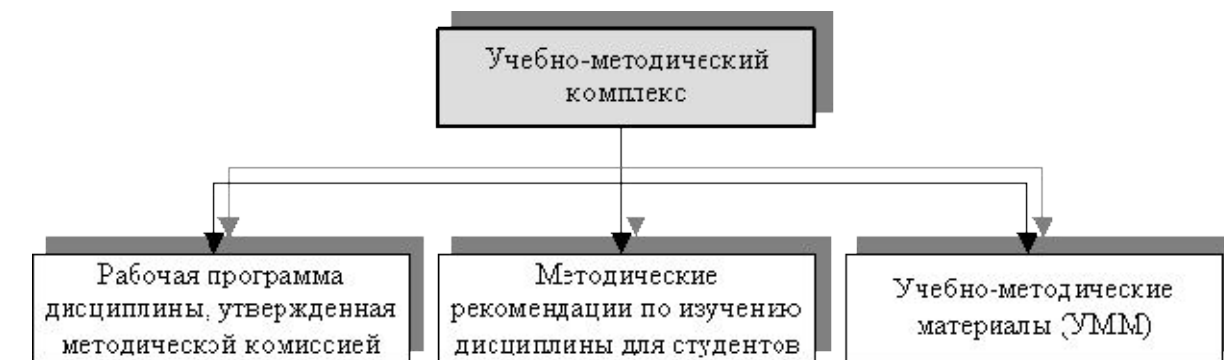 Учебно-методический
комплекс
Рабочая программа
дисциплины, утвержденная
методической комиссией
Методические
рекомендации по изучению
дисциплины для студентов
Учебно-методические
материалы (УММ)